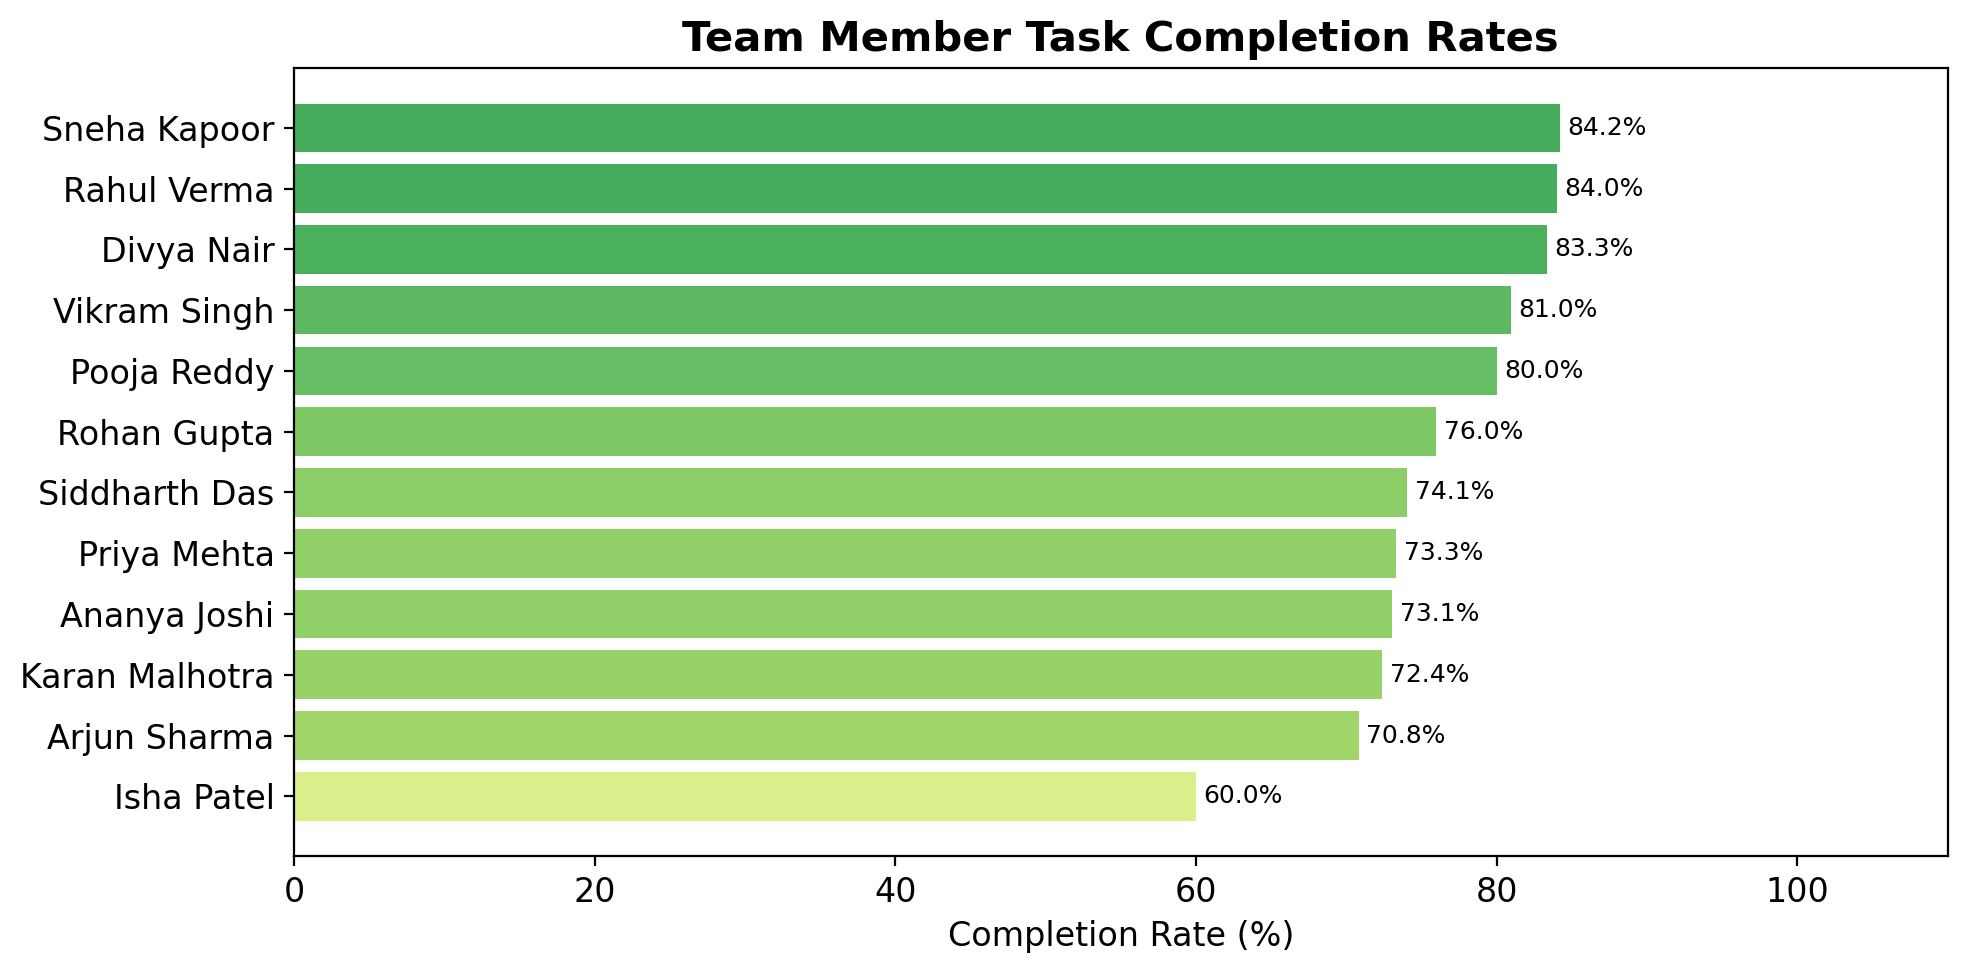 Team Member Task Completion Rates
Sneha Kapoor 84.2%
Rahul Verma 84.0%
Divya Nair 83.3%
Vikram Singh 81.0%
Pooja Reddy 80.0%
Rohan Gupta 76.0%
Siddharth Das 74.1%
Priya Mehta 73.3%
Ananya Joshi 73.1%
Karan Malhotra 72.4%
Arjun Sharma 70.8%
Isha Patel 60.0%
0 20 40 60 80 100
Completion Rate (%)